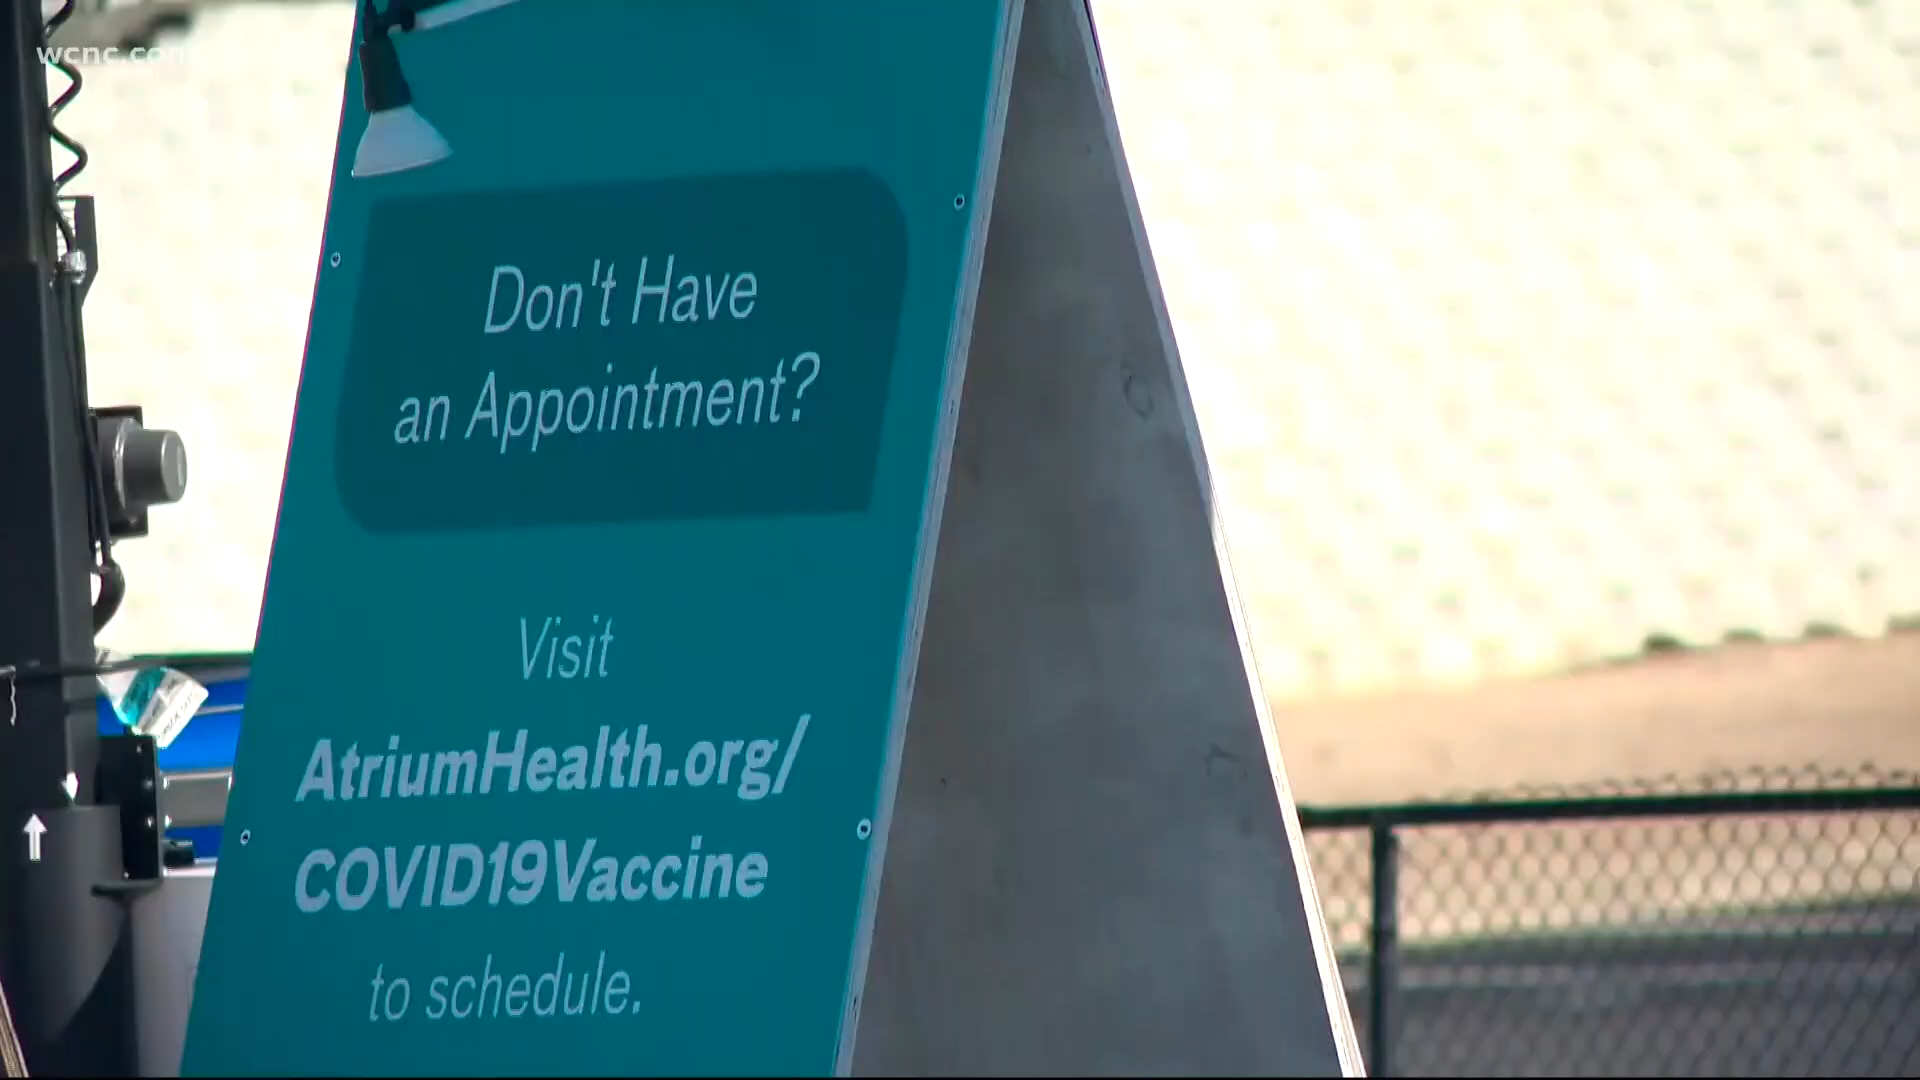 wcnc.com
Don't Have
an Appointment?
Visit
AtriumHealth.org/
COVID19Vaccine
to schedule.